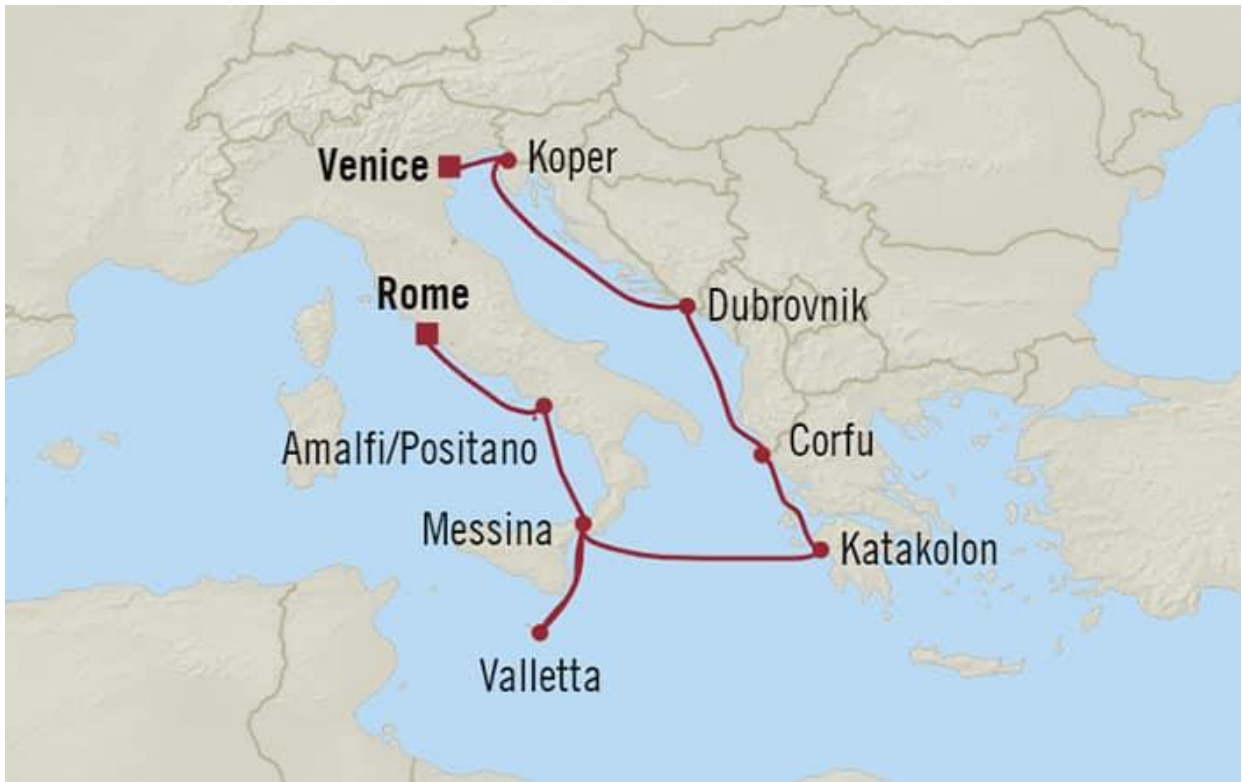 Venice
Koper
Rome
Dubrovnik
Amalfi/Positano
Corfu
Messina
Katakolon
Valletta